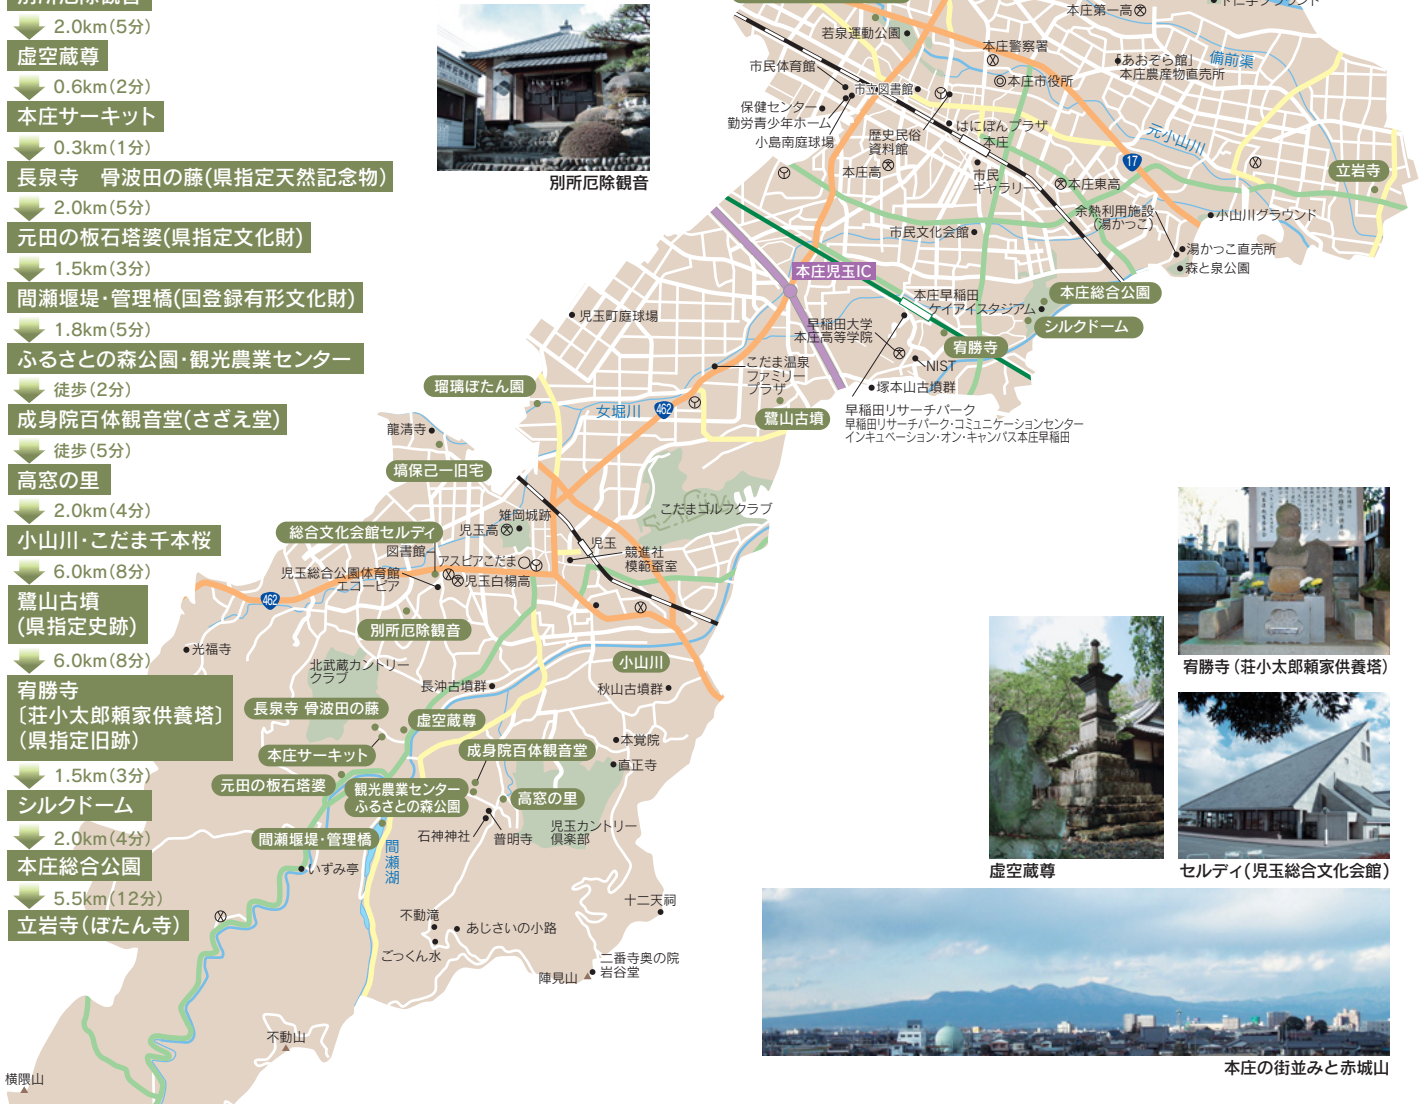 別所厄除観音
2.0km(5分)
虚空蔵尊
0.6km(2分)
本庄サーキット
0.3km(1分)
長泉寺　骨波田の藤(県指定天然記念物)
2.0km(5分)
元田の板石塔婆(県指定文化財)
1.5km(3分)
間瀬堰堤・管理橋(国登録有形文化財)
1.8km(5分)
ふるさとの森公園・観光農業センター
徒歩(2分)
成身院百体観音堂(さざえ堂)
徒歩(5分)
高窓の里
2.0km(4分)
小山川・こだま千本桜
6.0km(8分)
鷺山古墳
(県指定史跡)
6.0km(8分)
宥勝寺
〔荘小太郎頼家供養塔〕
(県指定旧跡)
1.5km(3分)
シルクドーム
2.0km(4分)
本庄総合公園
5.5km(12分)
立岩寺(ぼたん寺)
別所厄除観音
本庄第一高
若泉運動公園
本庄警察署
市民体育館
「あおぞら館」
本庄農産物直売所
備前渠
本庄市役所
市立図書館
保健センター
勤労青少年ホーム
小島南庭球場
歴史民俗
資料館
はにぽんプラザ
本庄
元小山川
17
本庄高
市民
ギャラリー
本庄東高
立岩寺
余熱利用施設
(湯かっこ)
小山川グラウンド
市民文化会館
湯かっこ直売所
森と泉公園
本庄児玉IC
本庄早稲田
本庄総合公園
ケイアイスタジアム
シルクドーム
児玉町庭球場
早稲田大学
本庄高等学院
宥勝寺
NIST
こだま温泉
ファミリー
プラザ
塚本山古墳群
瑠璃ぼたん園
女堀川
462
鷺山古墳
早稲田リサーチパーク
早稲田リサーチパーク・コミュニケーションセンター
インキュベーション・オン・キャンパス本庄早稲田
龍清寺
塙保己一旧宅
こだまゴルフクラブ
雉岡城跡
総合文化会館セルディ
児玉高
図書館
アスピアこだま
児玉
競進社
模範蚕室
児玉総合公園体育館
エコーピア
児玉白楊高
462
別所厄除観音
光福寺
北武蔵カントリー
クラブ
小山川
長沖古墳群
秋山古墳群
長泉寺 骨波田の藤
虚空蔵尊
本庄サーキット
成身院百体観音堂
本覚院
直正寺
元田の板石塔婆
観光農業センター
ふるさとの森公園
高窓の里
間瀬堰堤・管理橋
石神神社
普明寺
児玉カントリー
倶楽部
間瀬湖
いずみ亭
不動滝
あじさいの小路
ごっくん水
十二天祠
二番寺奥の院
岩谷堂
陣見山
不動山
横隈山
宥勝寺(荘小太郎頼家供養塔)
虚空蔵尊
セルディ(児玉総合文化会館)
本庄の街並みと赤城山